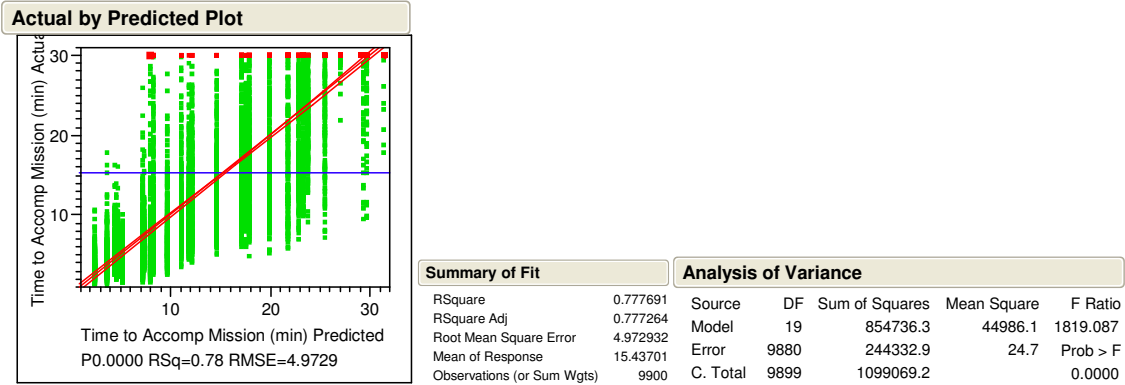 Actual by Predicted Plot
Time to Accomp Mission (min) Actua
30
20
10
10 20 30
Time to Accomp Mission (min) Predicted
P0.0000 RSq=0.78 RMSE=4.9729
Summary of Fit
RSquare 0.777691
RSquare Adj 0.777264
Root Mean Square Error 4.972932
Mean of Response 15.43701
Observations (or Sum Wgts) 9900
Analysis of Variance
Source DF Sum of Squares Mean Square F Ratio
Model 19 854736.3 44986.1 1819.087
Error 9880 244332.9 24.7 Prob > F
C. Total 9899 1099069.2 0.0000